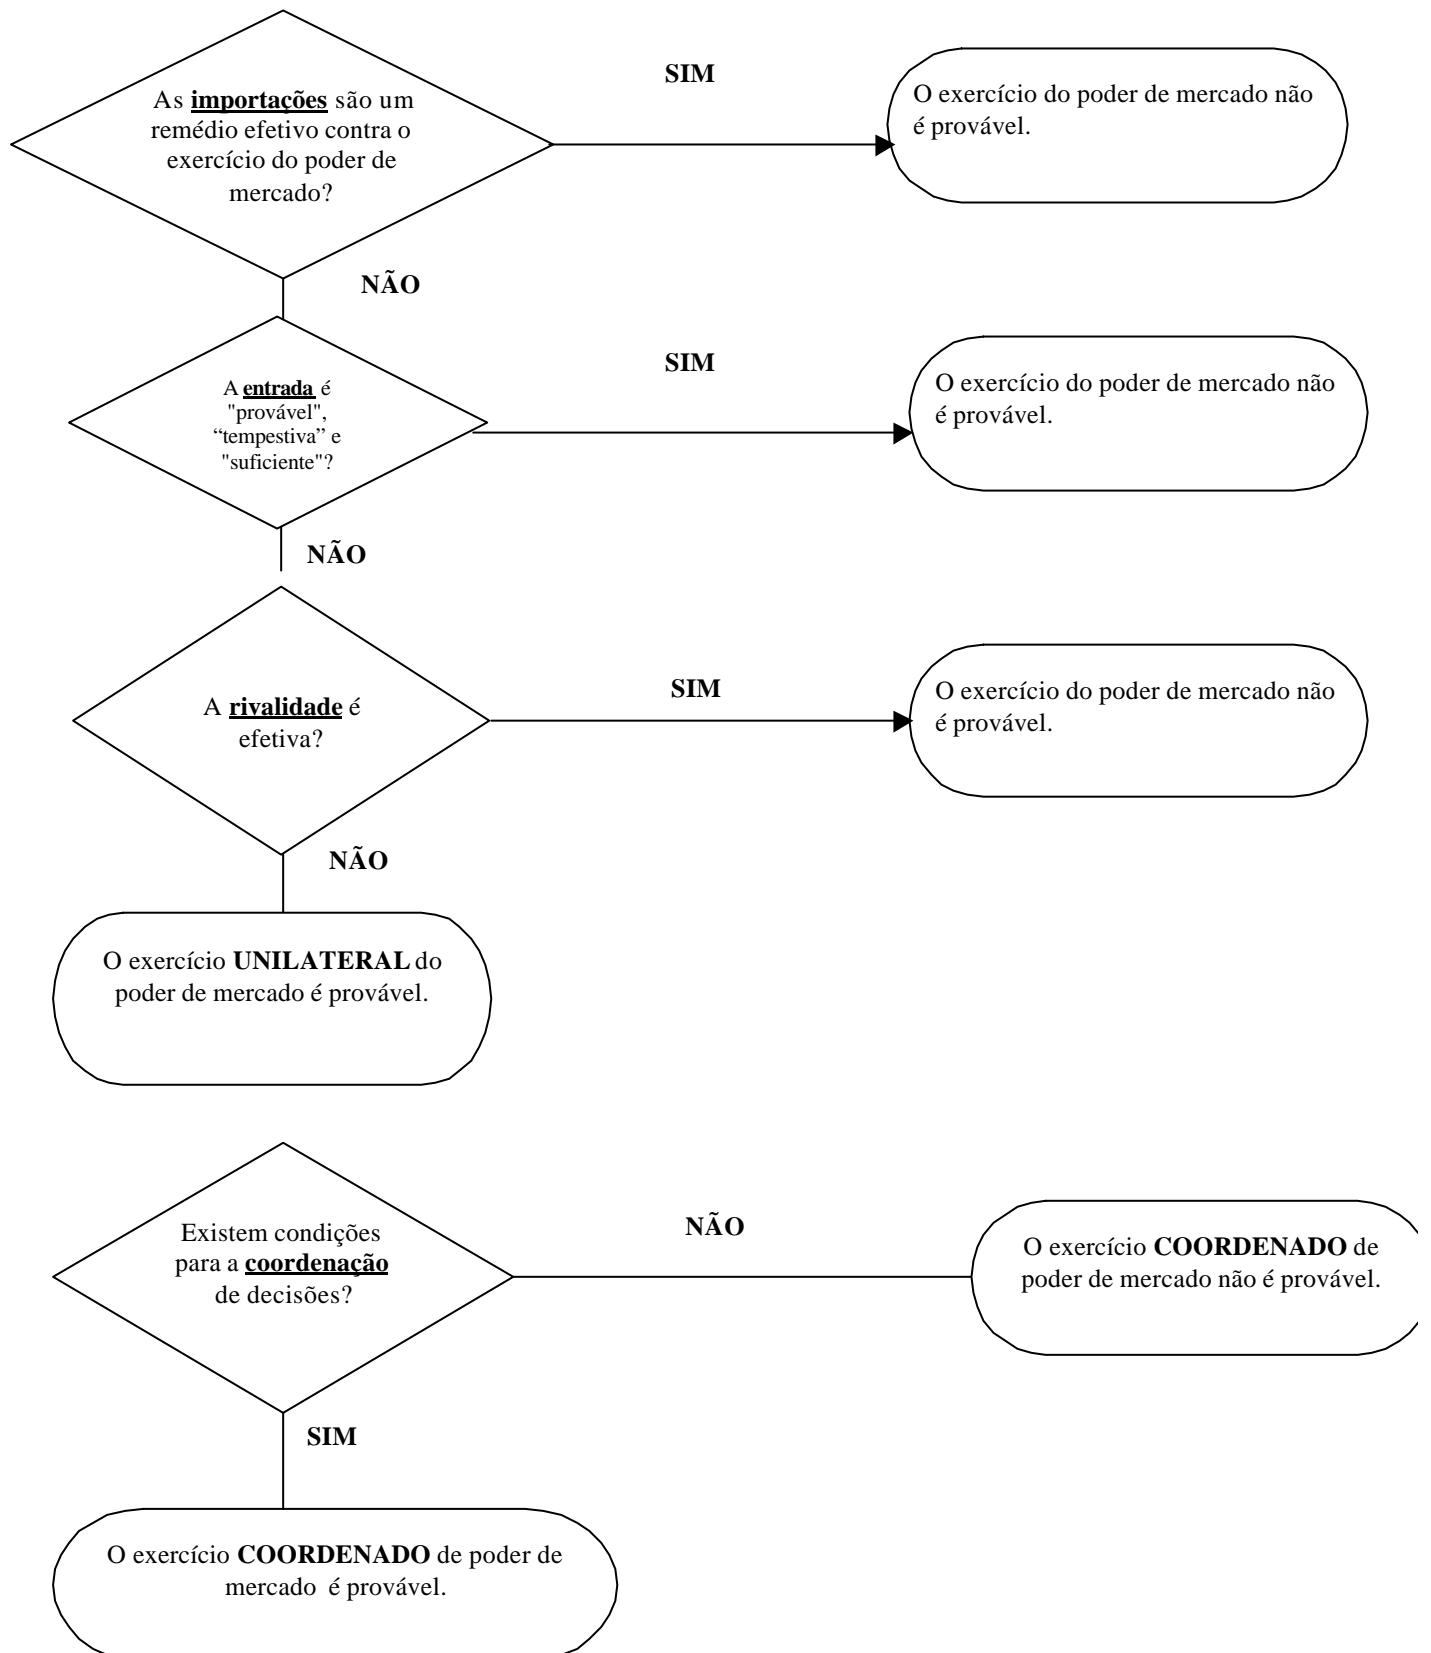 As importações são um
remédio efetivo contra o
exercício do poder de
mercado?
SIM
O exercício do poder de mercado não
é provável.
NÃO
A entrada é
"provável",
“tempestiva” e
"suficiente"?
SIM
O exercício do poder de mercado não
é provável.
NÃO
A rivalidade é
efetiva?
SIM
O exercício do poder de mercado não
é provável.
NÃO
O exercício UNILATERAL do
poder de mercado é provável.
Existem condições
para a coordenação
de decisões?
NÃO
O exercício COORDENADO de
poder de mercado não é provável.
SIM
O exercício COORDENADO de poder de
mercado é provável.